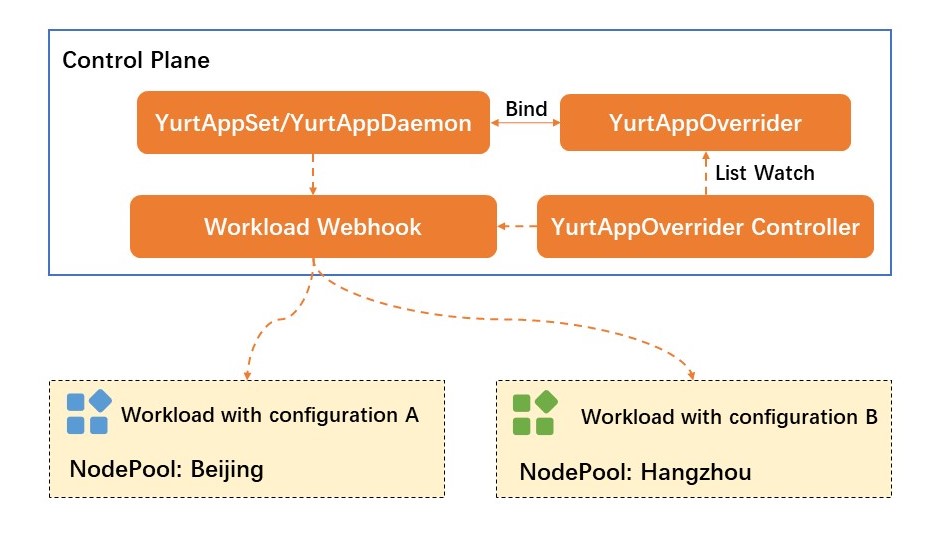 Control Plane
YurtAppSet/YurtAppDaemon
Bind
YurtAppOverrider
List Watch
Workload Webhook
YurtAppOverrider Controller
Workload with configuration A
NodePool: Beijing
Workload with configuration B
NodePool: Hangzhou